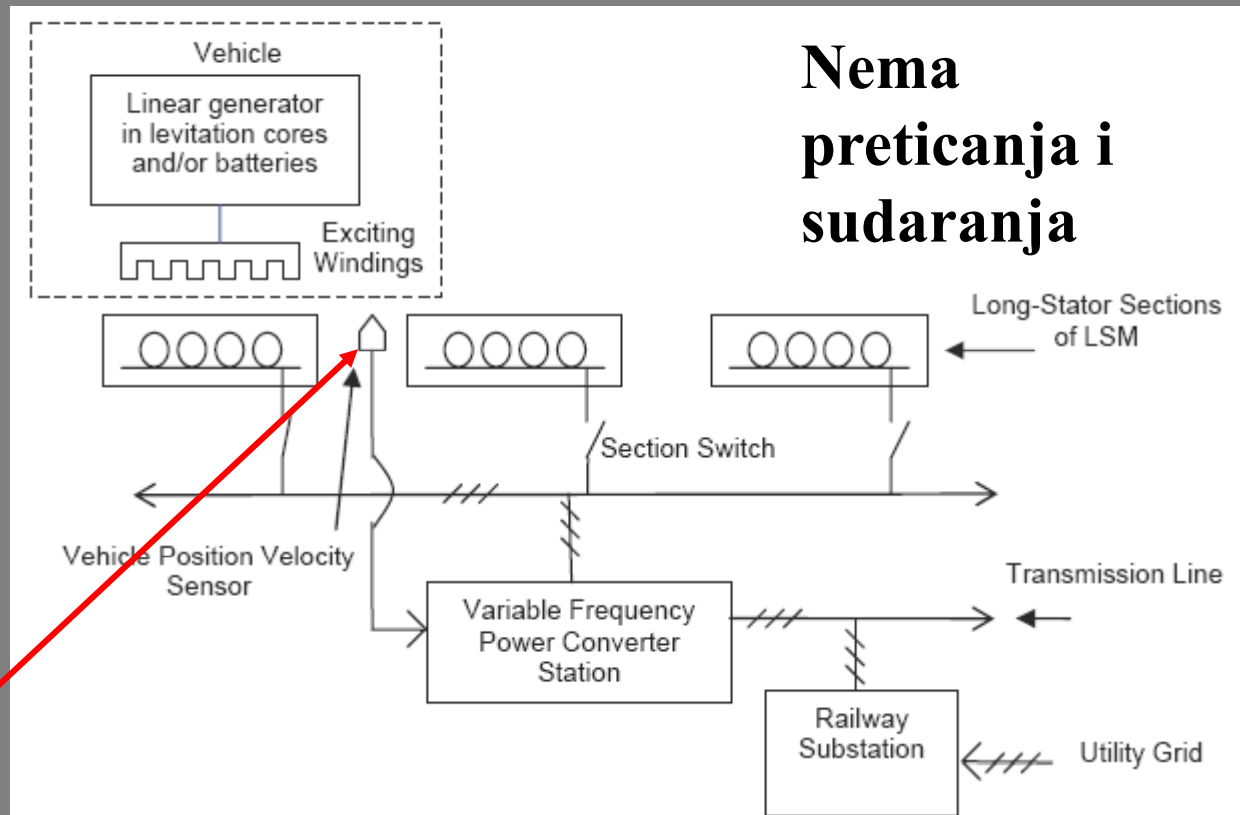 Vehicle
Linear generator
in levitation cores
and/or batteries
Exciting
Windings
Nema
preticanja i
sudaranja
Long-Stator Sections
of LSM
Section Switch
Vehicle Position Velocity
Sensor
Variable Frequency
Power Converter
Station
Transmission Line
Railway
Substation
Utility Grid